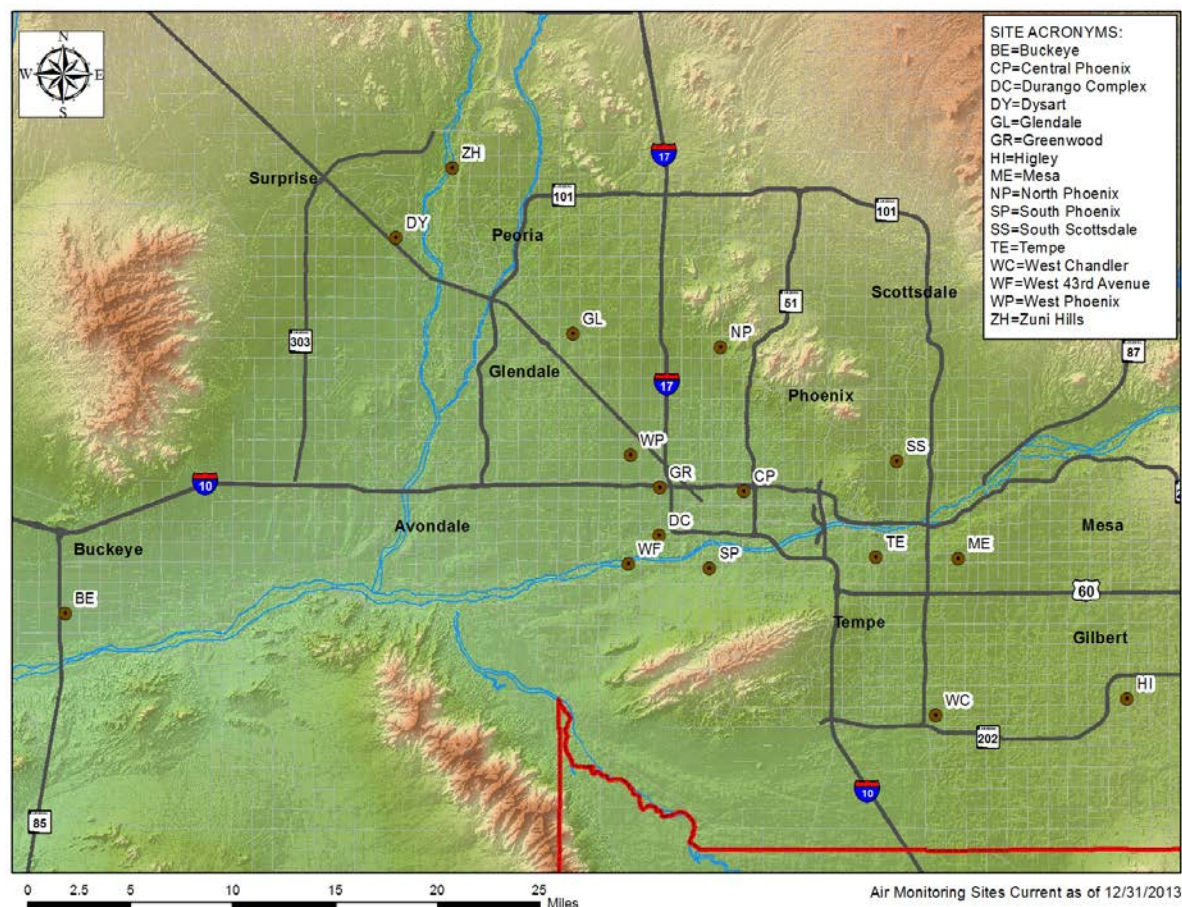 N
W E
S
SITE ACRONYMS:
BE=Buckeye
CP=Central Phoenix
DC=Durango Complex
DY=Dysart
GL=Glendale
GR=Greenwood
HI=Higley
ME=Mesa
NP=North Phoenix
SP=South Phoenix
SS=South Scottsdale
TE=Tempe
WC=West Chandler
WF=West 43rd Avenue
WP=West Phoenix
ZH=Zuni Hills
ZH
17
Surprise
101
101
DY
Peoria
Scottsdale
51
GL
NP
303
87
Glendale
17
Phoenix
WP
SS
GR
CP
10
Avondale
DC
Mesa
Buckeye
WF
SP
TE
ME
BE
60
Tempe
Gilbert
HI
WC
202
10
85
0 2.5 5 10 15 20 25
Miles
Air Monitoring Sites Current as of 12/31/2013